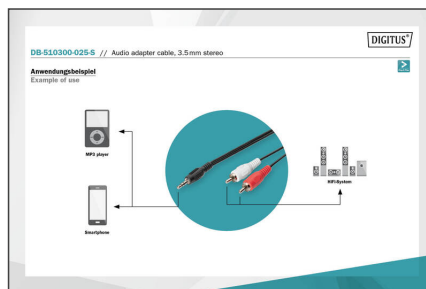 DIGITUS®
DB-510300-025-S // Audio adapter cable, 3.5 mm stereo
Anwendungsbeispiel
Example of use
MP3 player
HiFi-System
Smartphone